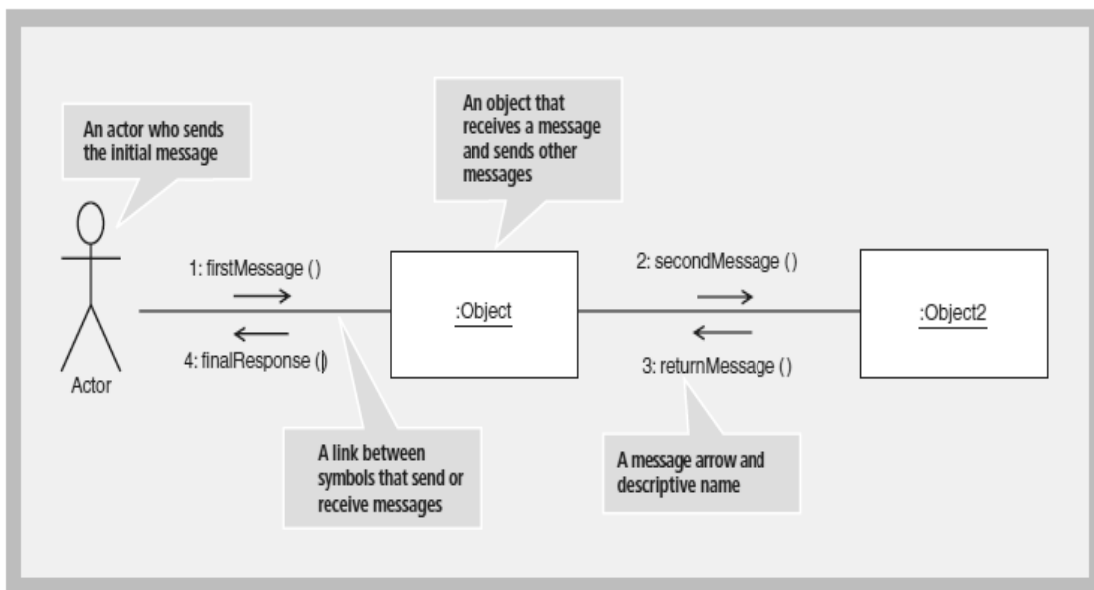 An actor who sends
the initial message
An object that
receives a message
and sends other
messages
1: firstMessage ( )
2: secondMessage ( )
:Object
:Object2
4: finalResponse ( )
3: returnMessage ( )
Actor
A link between
symbols that send or
receive messages
A message arrow and
descriptive name